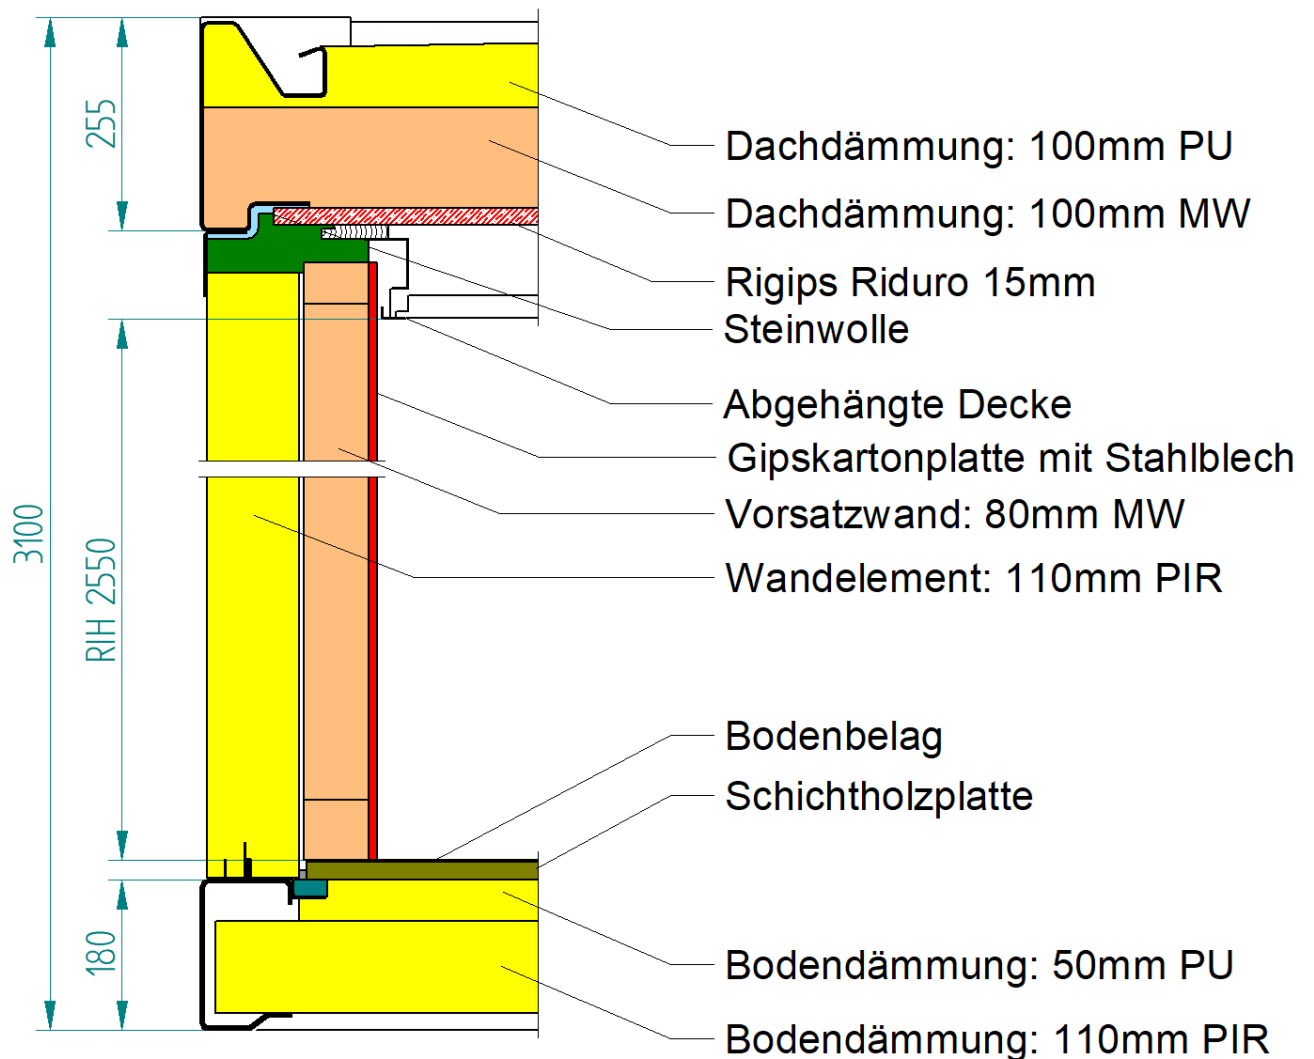 255
3100
RIH 2550
180
Dachdämmung: 100mm PU
Dachdämmung: 100mm MW
Rigips Riduro 15mm
Steinwolle
Abgehängte Decke
Gipskartonplatte mit Stahlblech
Vorsatzwand: 80mm MW
Wandelement: 110mm PIR
Bodenbelag
Schichtholzplatte
Bodendämmung: 50mm PU
Bodendämmung: 110mm PIR